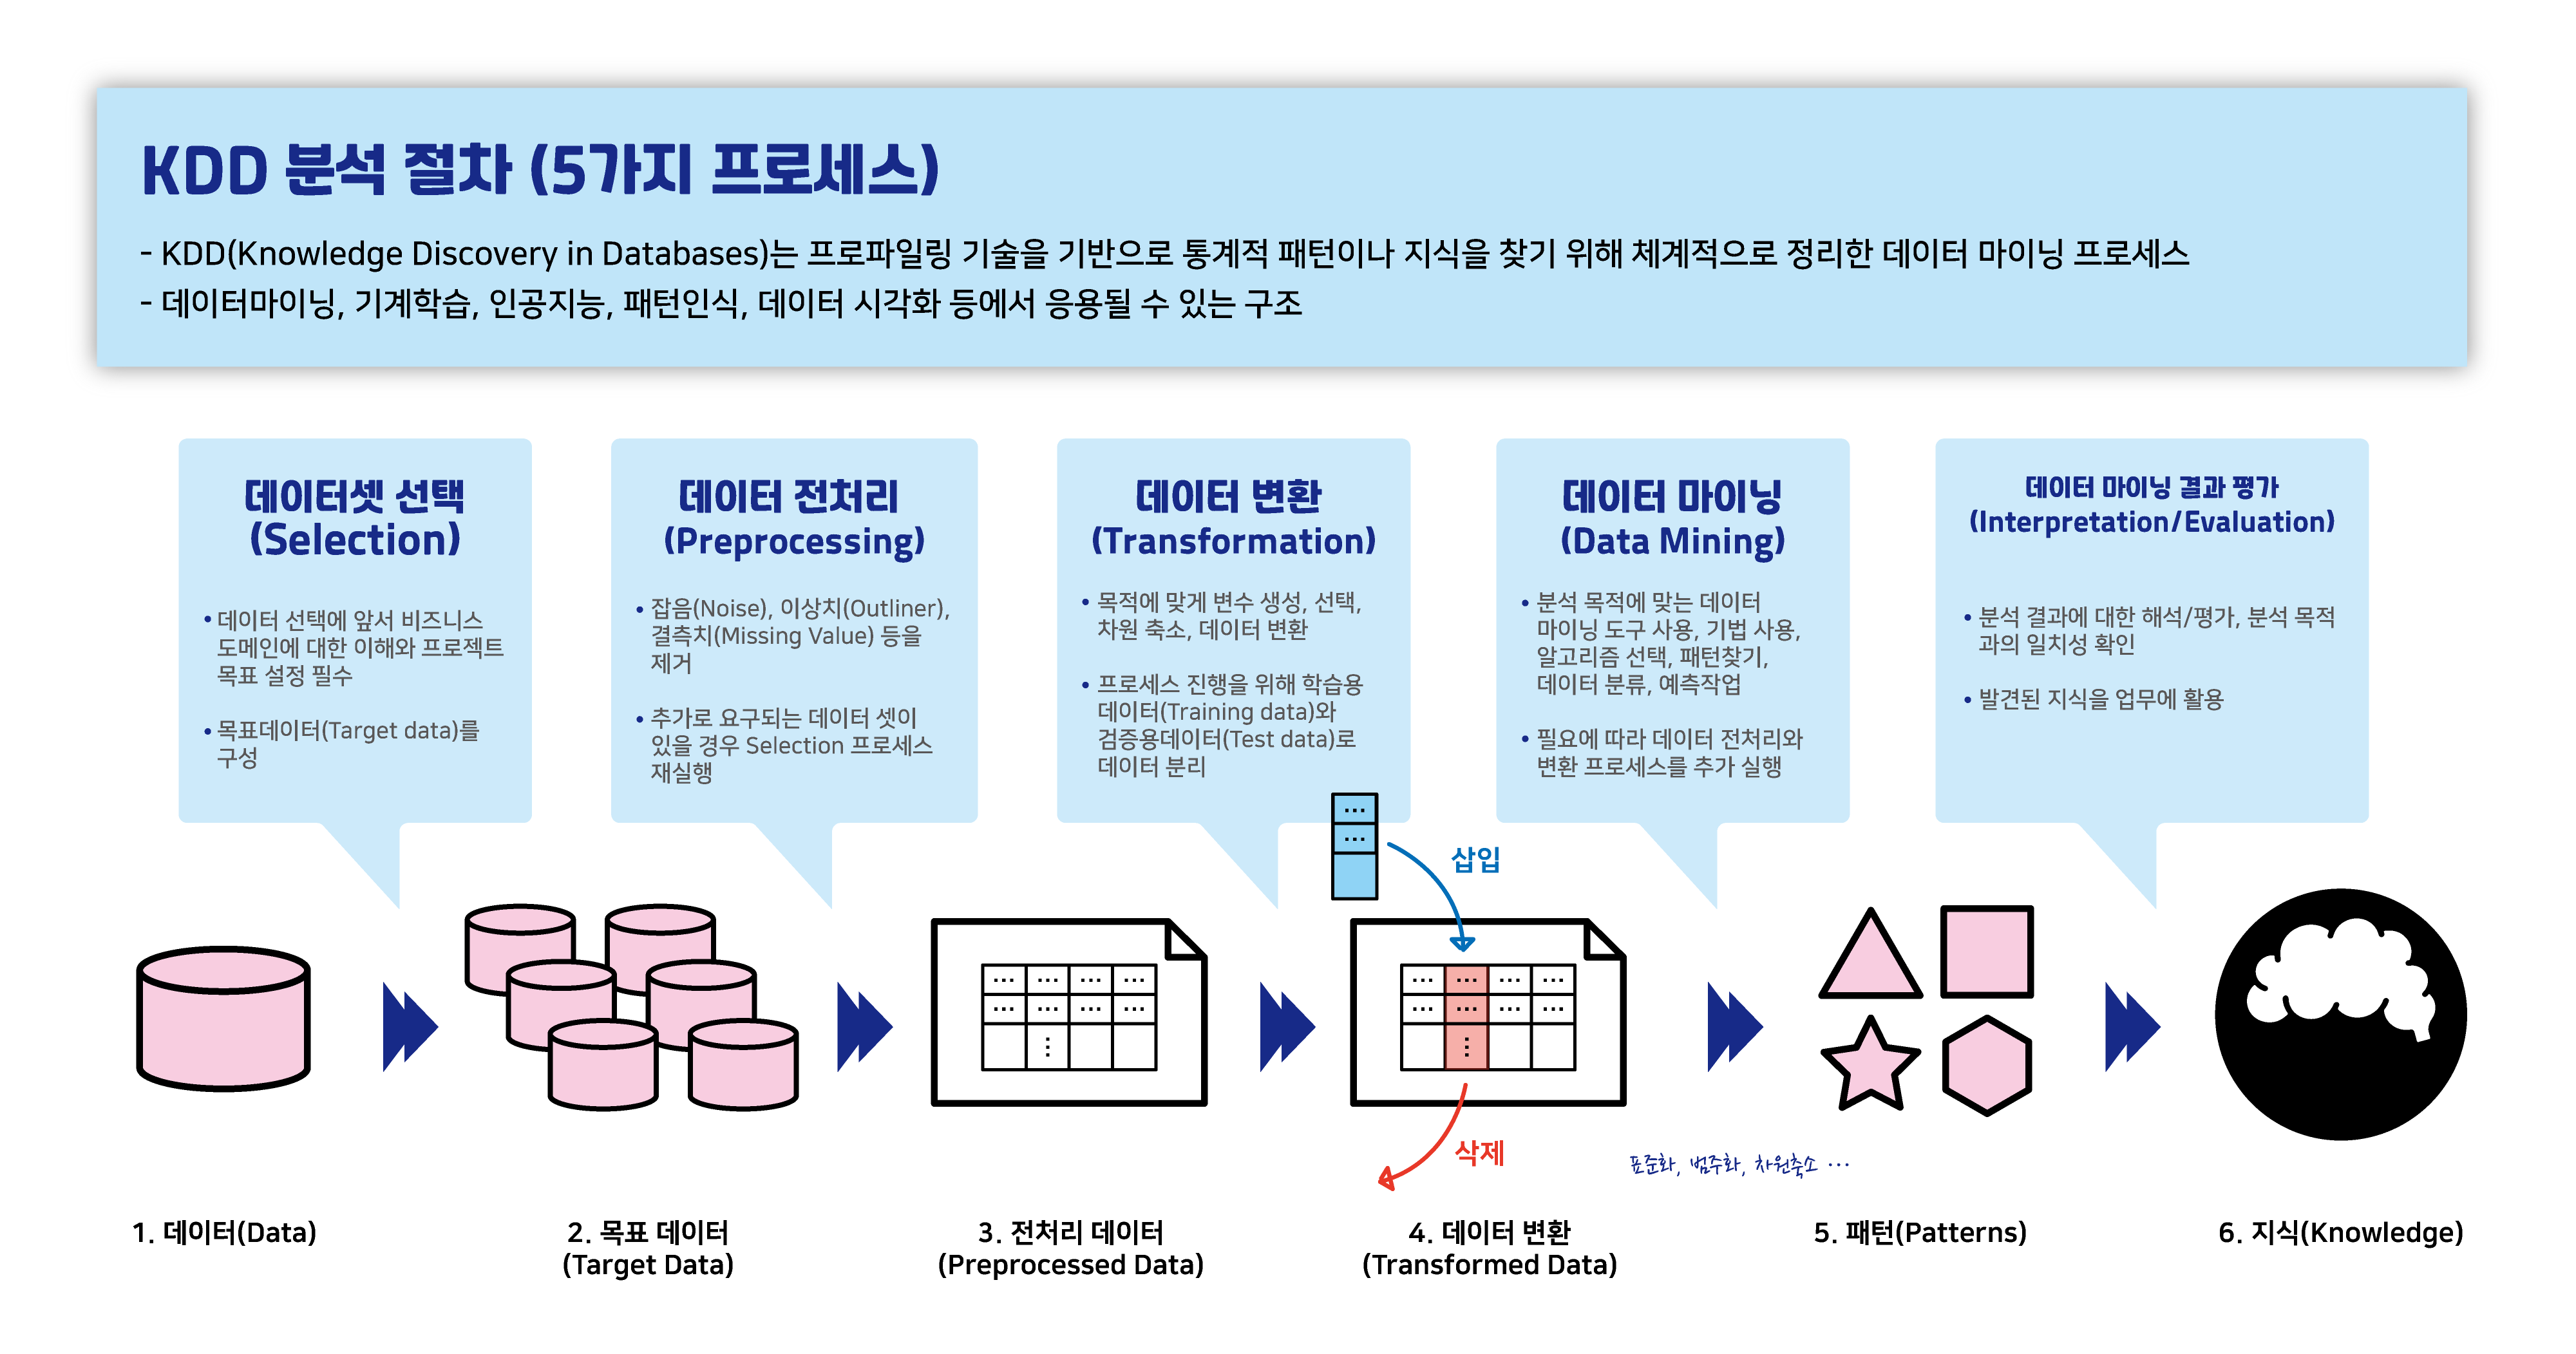 KDD 분석 절차 (5가지 프로세스)
- KDD(Knowledge Discovery in Databases)는 프로파일링 기술을 기반으로 통계적 패턴이나 지식을 찾기 위해 체계적으로 정리한 데이터 마이닝 프로세스
- 데이터마이닝, 기계학습, 인공지능, 패턴인식, 데이터 시각화 등에서 응용될 수 있는 구조
데이터셋 선택
(Selection)
• 데이터 선택에 앞서 비즈니스
도메인에 대한 이해와 프로젝트
목표 설정 필수
• 목표데이터(Target data)를
구성
데이터 전처리
(Preprocessing)
• 잡음(Noise), 이상치(Outliner),
결측치(Missing Value) 등을
제거
• 추가로 요구되는 데이터 셋이
있을 경우 Selection 프로세스
재실행
데이터 변환
(Transformation)
• 목적에 맞게 변수 생성, 선택,
차원 축소, 데이터 변환
• 프로세스 진행을 위해 학습용
데이터(Training data)와
검증용데이터(Test data)로
데이터 분리
데이터 마이닝
(Data Mining)
• 분석 목적에 맞는 데이터
마이닝 도구 사용, 기법 사용,
알고리즘 선택, 패턴찾기,
데이터 분류, 예측작업
• 필요에 따라 데이터 전처리와
변환 프로세스를 추가 실행
데이터 마이닝 결과 평가
(Interpretation/Evaluation)
• 분석 결과에 대한 해석/평가, 분석 목적
과의 일치성 확인
• 발견된 지식을 업무에 활용
삽입
삭제
표준화, 범주화, 차원축소 ...
1. 데이터(Data)
2. 목표 데이터
(Target Data)
3. 전처리 데이터
(Preprocessed Data)
4. 데이터 변환
(Transformed Data)
5. 패턴(Patterns)
6. 지식(Knowledge)